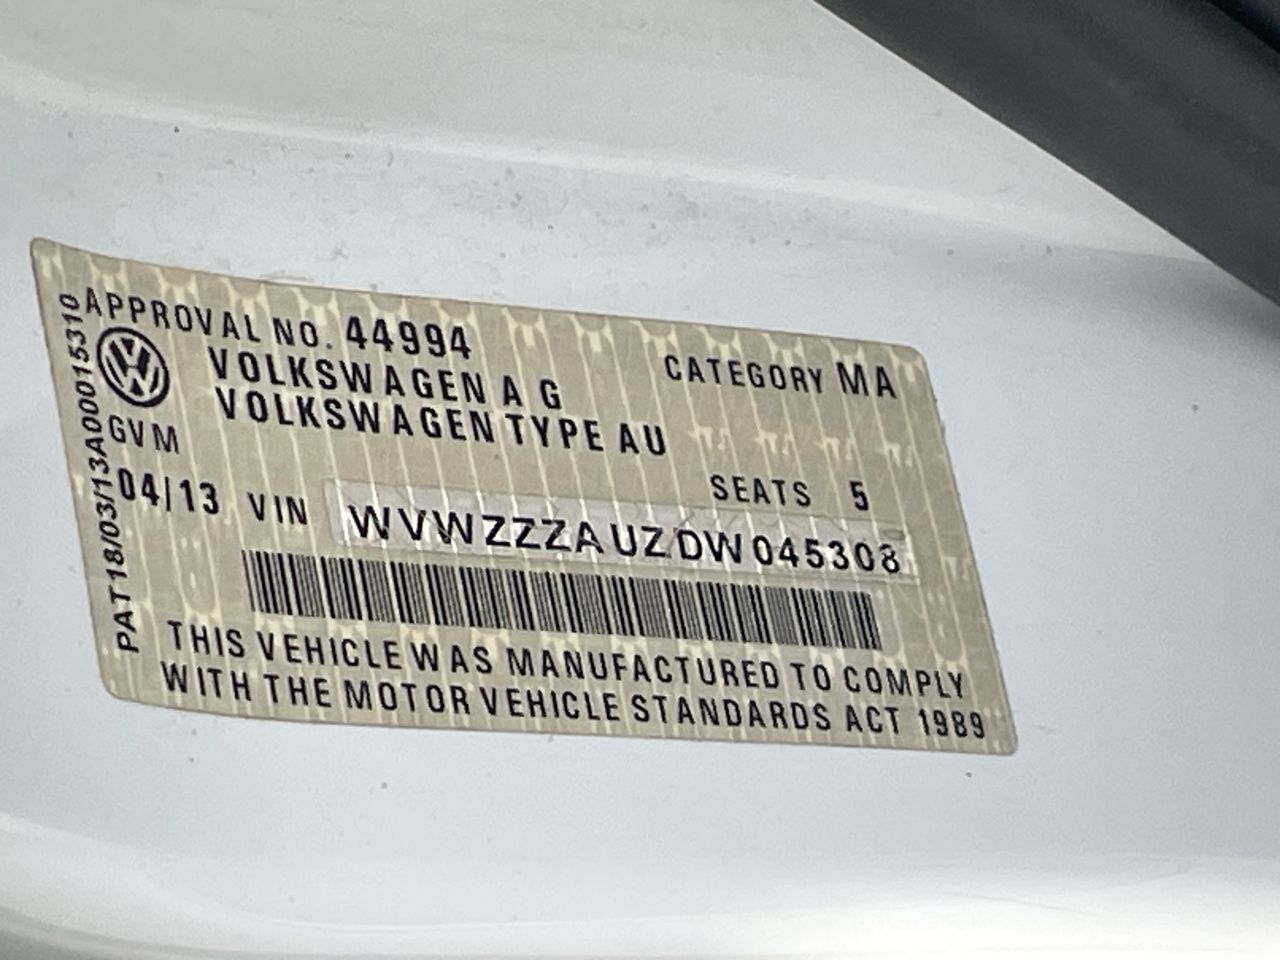 APPROVAL NO. 44994
CATEGORY MA
VOLKSWAGEN A G
VOLKSWAGEN TYPE AU
GVM
SEATS 5
04/13 VIN WVWZZZAUZDW045308
THIS VEHICLE WAS MANUFACTURED TO COMPLY
WITH THE MOTOR VEHICLE STANDARDS ACT 1989
PAT18/03/13A000015310